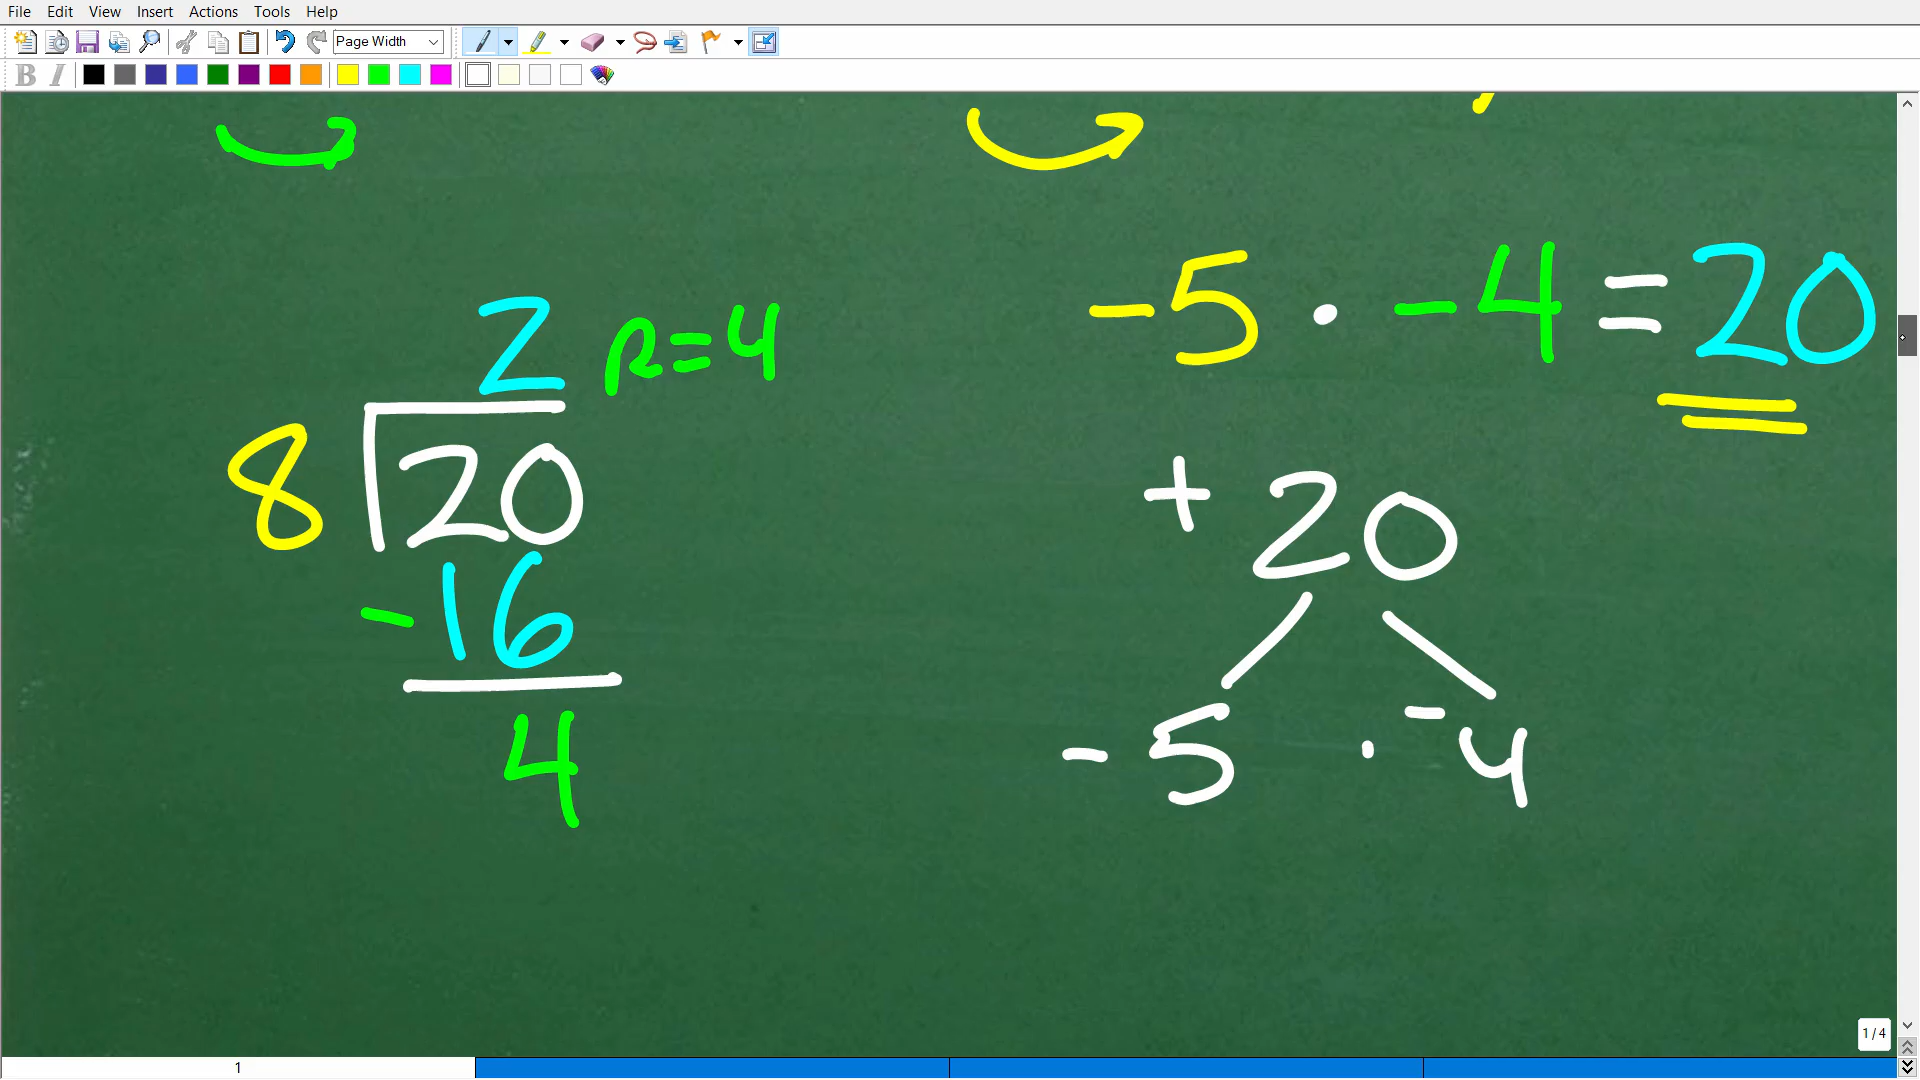 File Edit View Insert Actions Tools Help
Page Width
B I
-5 · -4 = 20
2 R=4
8 20
-16
4
+20
-5 · -4
1 / 4
1